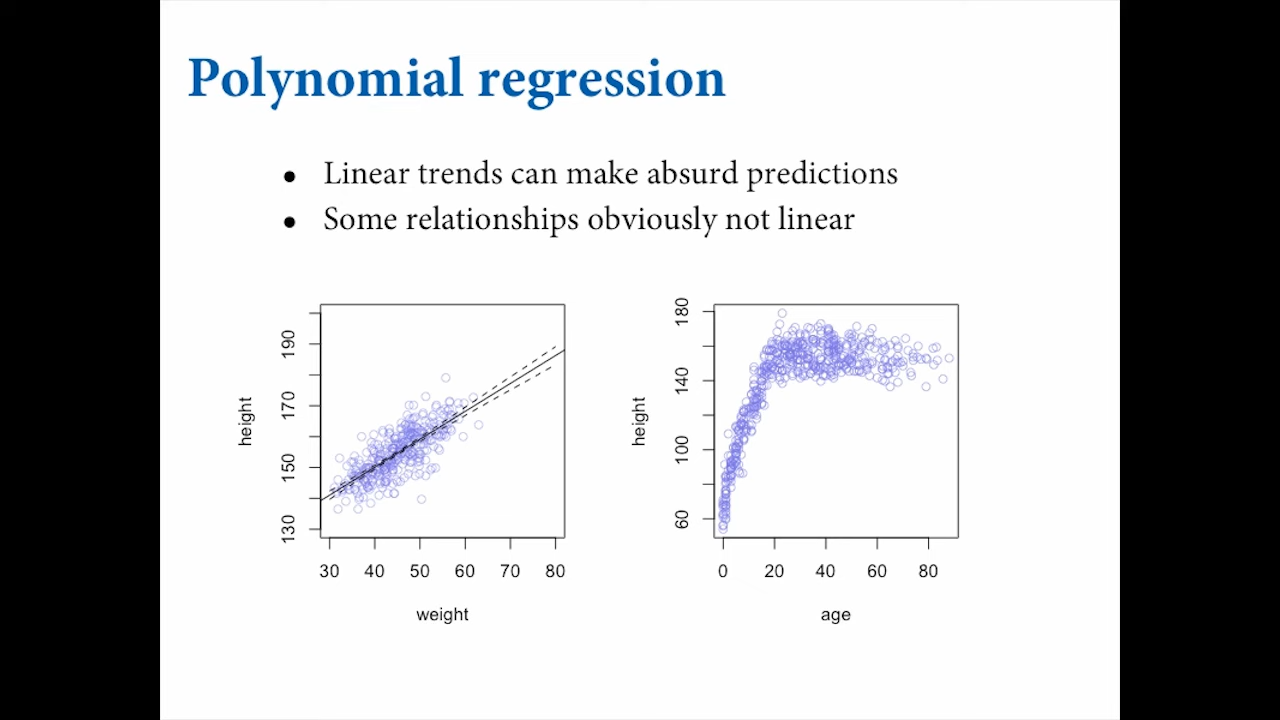 Polynomial regression
• Linear trends can make absurd predictions
• Some relationships obviously not linear
190
170
150
130
height
30 40 50 60 70 80
weight
180
140
100
60
height
0 20 40 60 80
age